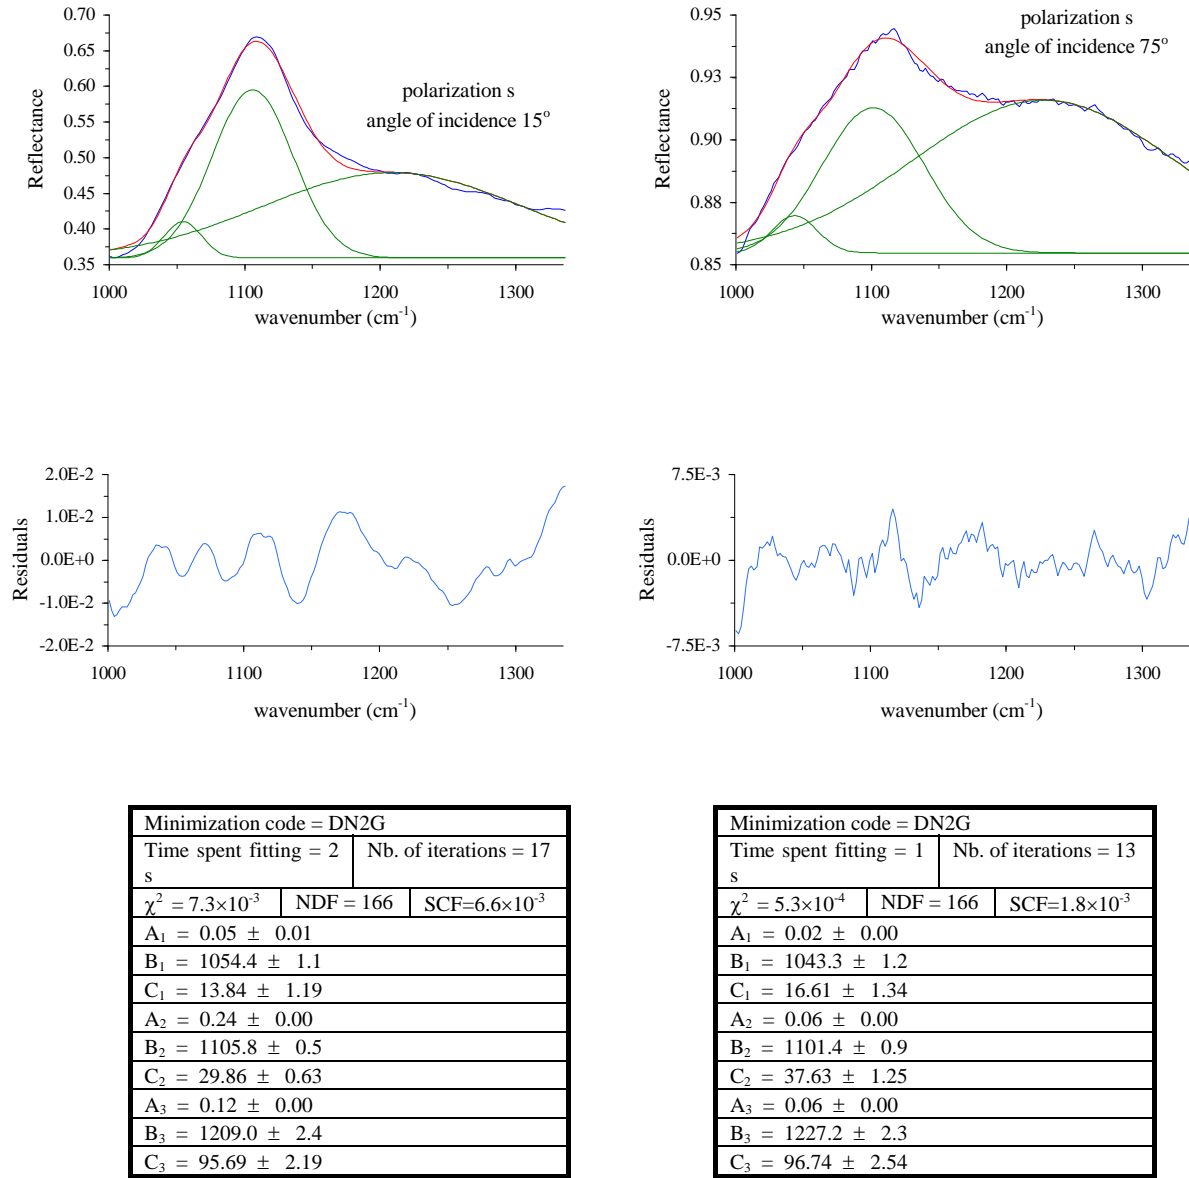 0.70
0.65
0.60
0.55
0.50
0.45
0.40
0.35
Reflectance
polarization s
angle of incidence 15°
1000 1100 1200 1300
wavenumber (cm⁻¹)
0.95
0.93
0.90
0.88
0.85
Reflectance
polarization s
angle of incidence 75°
1000 1100 1200 1300
wavenumber (cm⁻¹)
2.0E-2
1.0E-2
0.0E+0
-1.0E-2
-2.0E-2
Residuals
1000 1100 1200 1300
wavenumber (cm⁻¹)
7.5E-3
0.0E+0
-7.5E-3
Residuals
1000 1100 1200 1300
wavenumber (cm⁻¹)
Minimization code = DN2G
Time spent fitting = 2 s
Nb. of iterations = 17
χ² = 7.3×10⁻³ NDF = 166 SCF=6.6×10⁻³
A₁ = 0.05 ± 0.01
B₁ = 1054.4 ± 1.1
C₁ = 13.84 ± 1.19
A₂ = 0.24 ± 0.00
B₂ = 1105.8 ± 0.5
C₂ = 29.86 ± 0.63
A₃ = 0.12 ± 0.00
B₃ = 1209.0 ± 2.4
C₃ = 95.69 ± 2.19
Minimization code = DN2G
Time spent fitting = 1 s
Nb. of iterations = 13
χ² = 5.3×10⁻⁴ NDF = 166 SCF=1.8×10⁻³
A₁ = 0.02 ± 0.00
B₁ = 1043.3 ± 1.2
C₁ = 16.61 ± 1.34
A₂ = 0.06 ± 0.00
B₂ = 1101.4 ± 0.9
C₂ = 37.63 ± 1.25
A₃ = 0.06 ± 0.00
B₃ = 1227.2 ± 2.3
C₃ = 96.74 ± 2.54